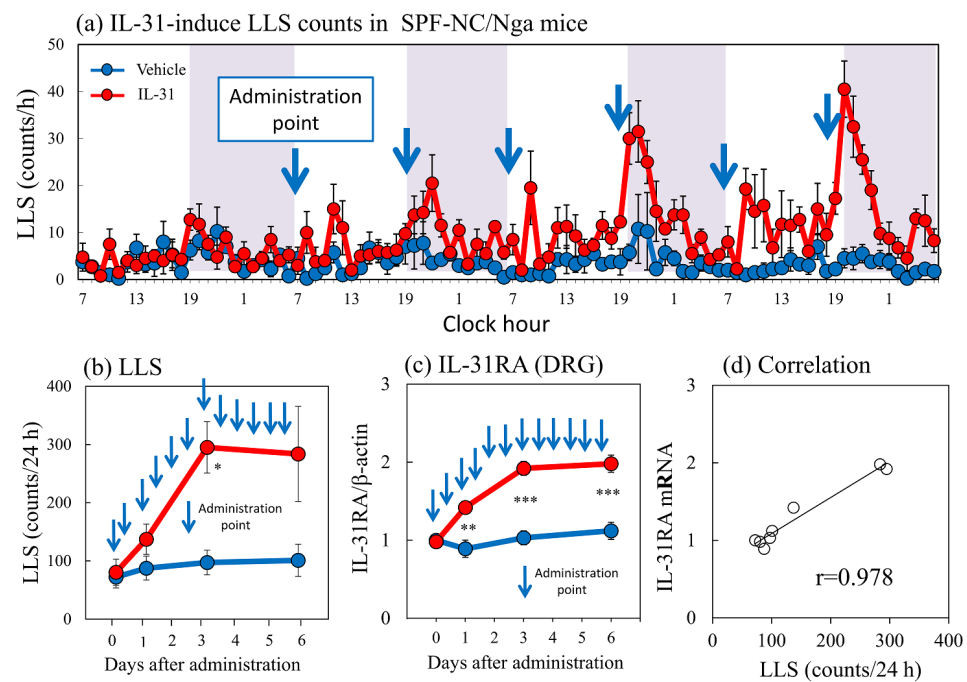 (a) IL-31-induce LLS counts in SPF-NC/Nga mice
LLS (counts/h)
50
40
30
20
10
0
Vehicle
IL-31
Administration
point
7 13 19 1 7 13 19 1 7 13 19 1 7 13 19 1
Clock hour
(b) LLS
LLS (counts/24 h)
400
300
200
100
0
*
Administration
point
0 1 2 3 4 5 6
Days after administration
(c) IL-31RA (DRG)
IL-31RA/β-actin
3
2
1
0
** *** ***
Administration
point
0 1 2 3 4 5 6
Days after administration
(d) Correlation
IL-31RA mRNA
3
2
1
0
r=0.978
0 100 200 300 400
LLS (counts/24 h)